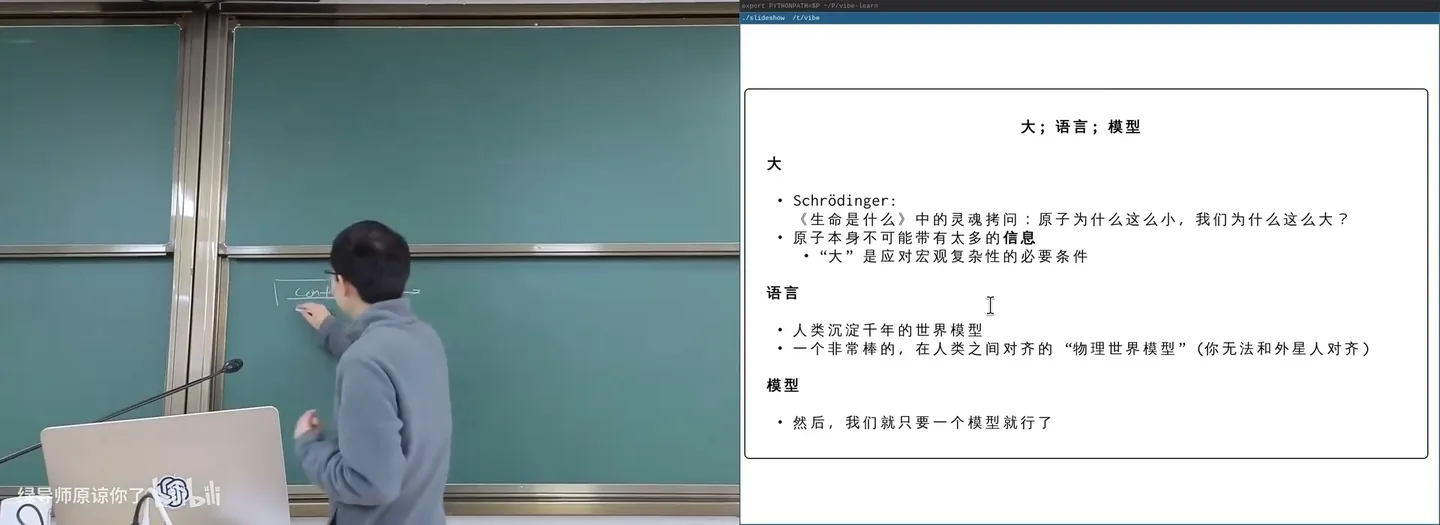 export PYTHONPATH=$P ~/P/vibe-learn
./slideshow /t/vibe
大；语言；模型
大
• Schrödinger:
《生命是什么》中的灵魂拷问：原子为什么这么小，我们为什么这么大？
• 原子本身不可能带有太多的信息
• “大”是应对宏观复杂性的必要条件
语言
• 人类沉淀千年的世界模型
• 一个非常棒的，在人类之间对齐的“物理世界模型”(你无法和外星人对齐)
模型
• 然后，我们就只要一个模型就行了
Cont
绿导师原谅你了
bili